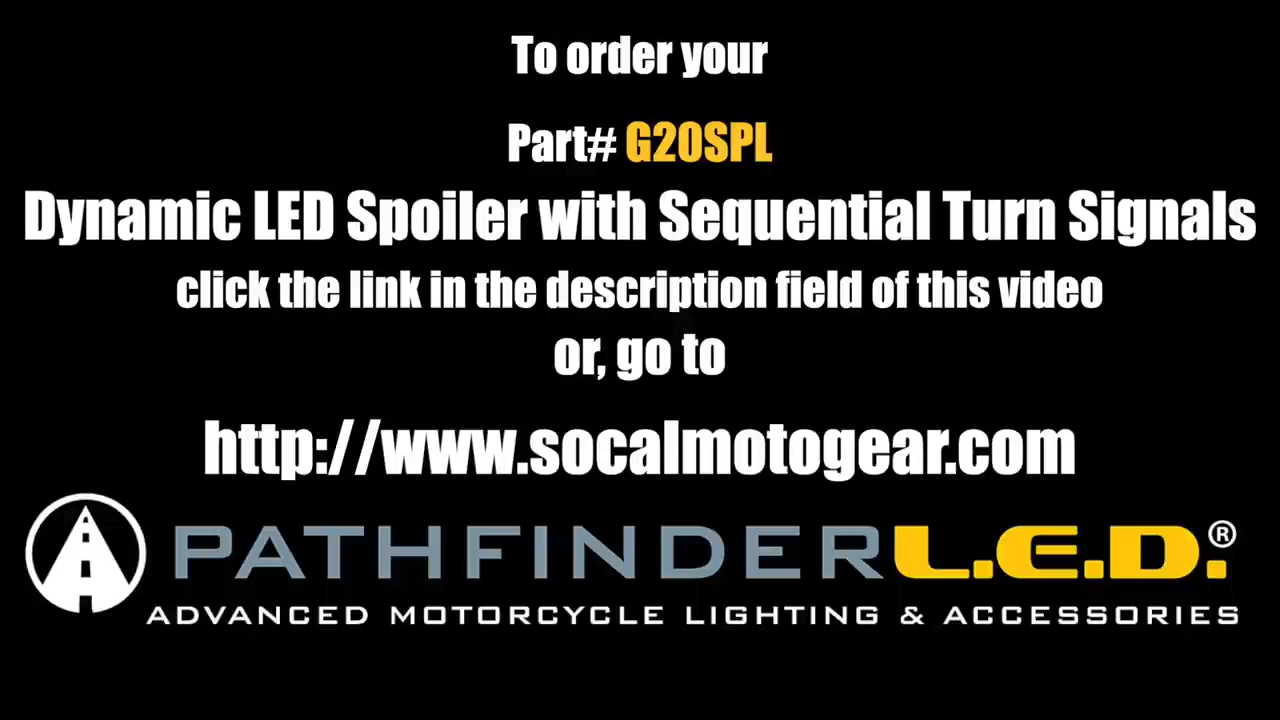 To order your
Part# G20SPL
Dynamic LED Spoiler with Sequential Turn Signals
click the link in the description field of this video
or, go to
http://www.socalmotogear.com
PATHFINDERL.E.D.®
ADVANCED MOTORCYCLE LIGHTING & ACCESSORIES